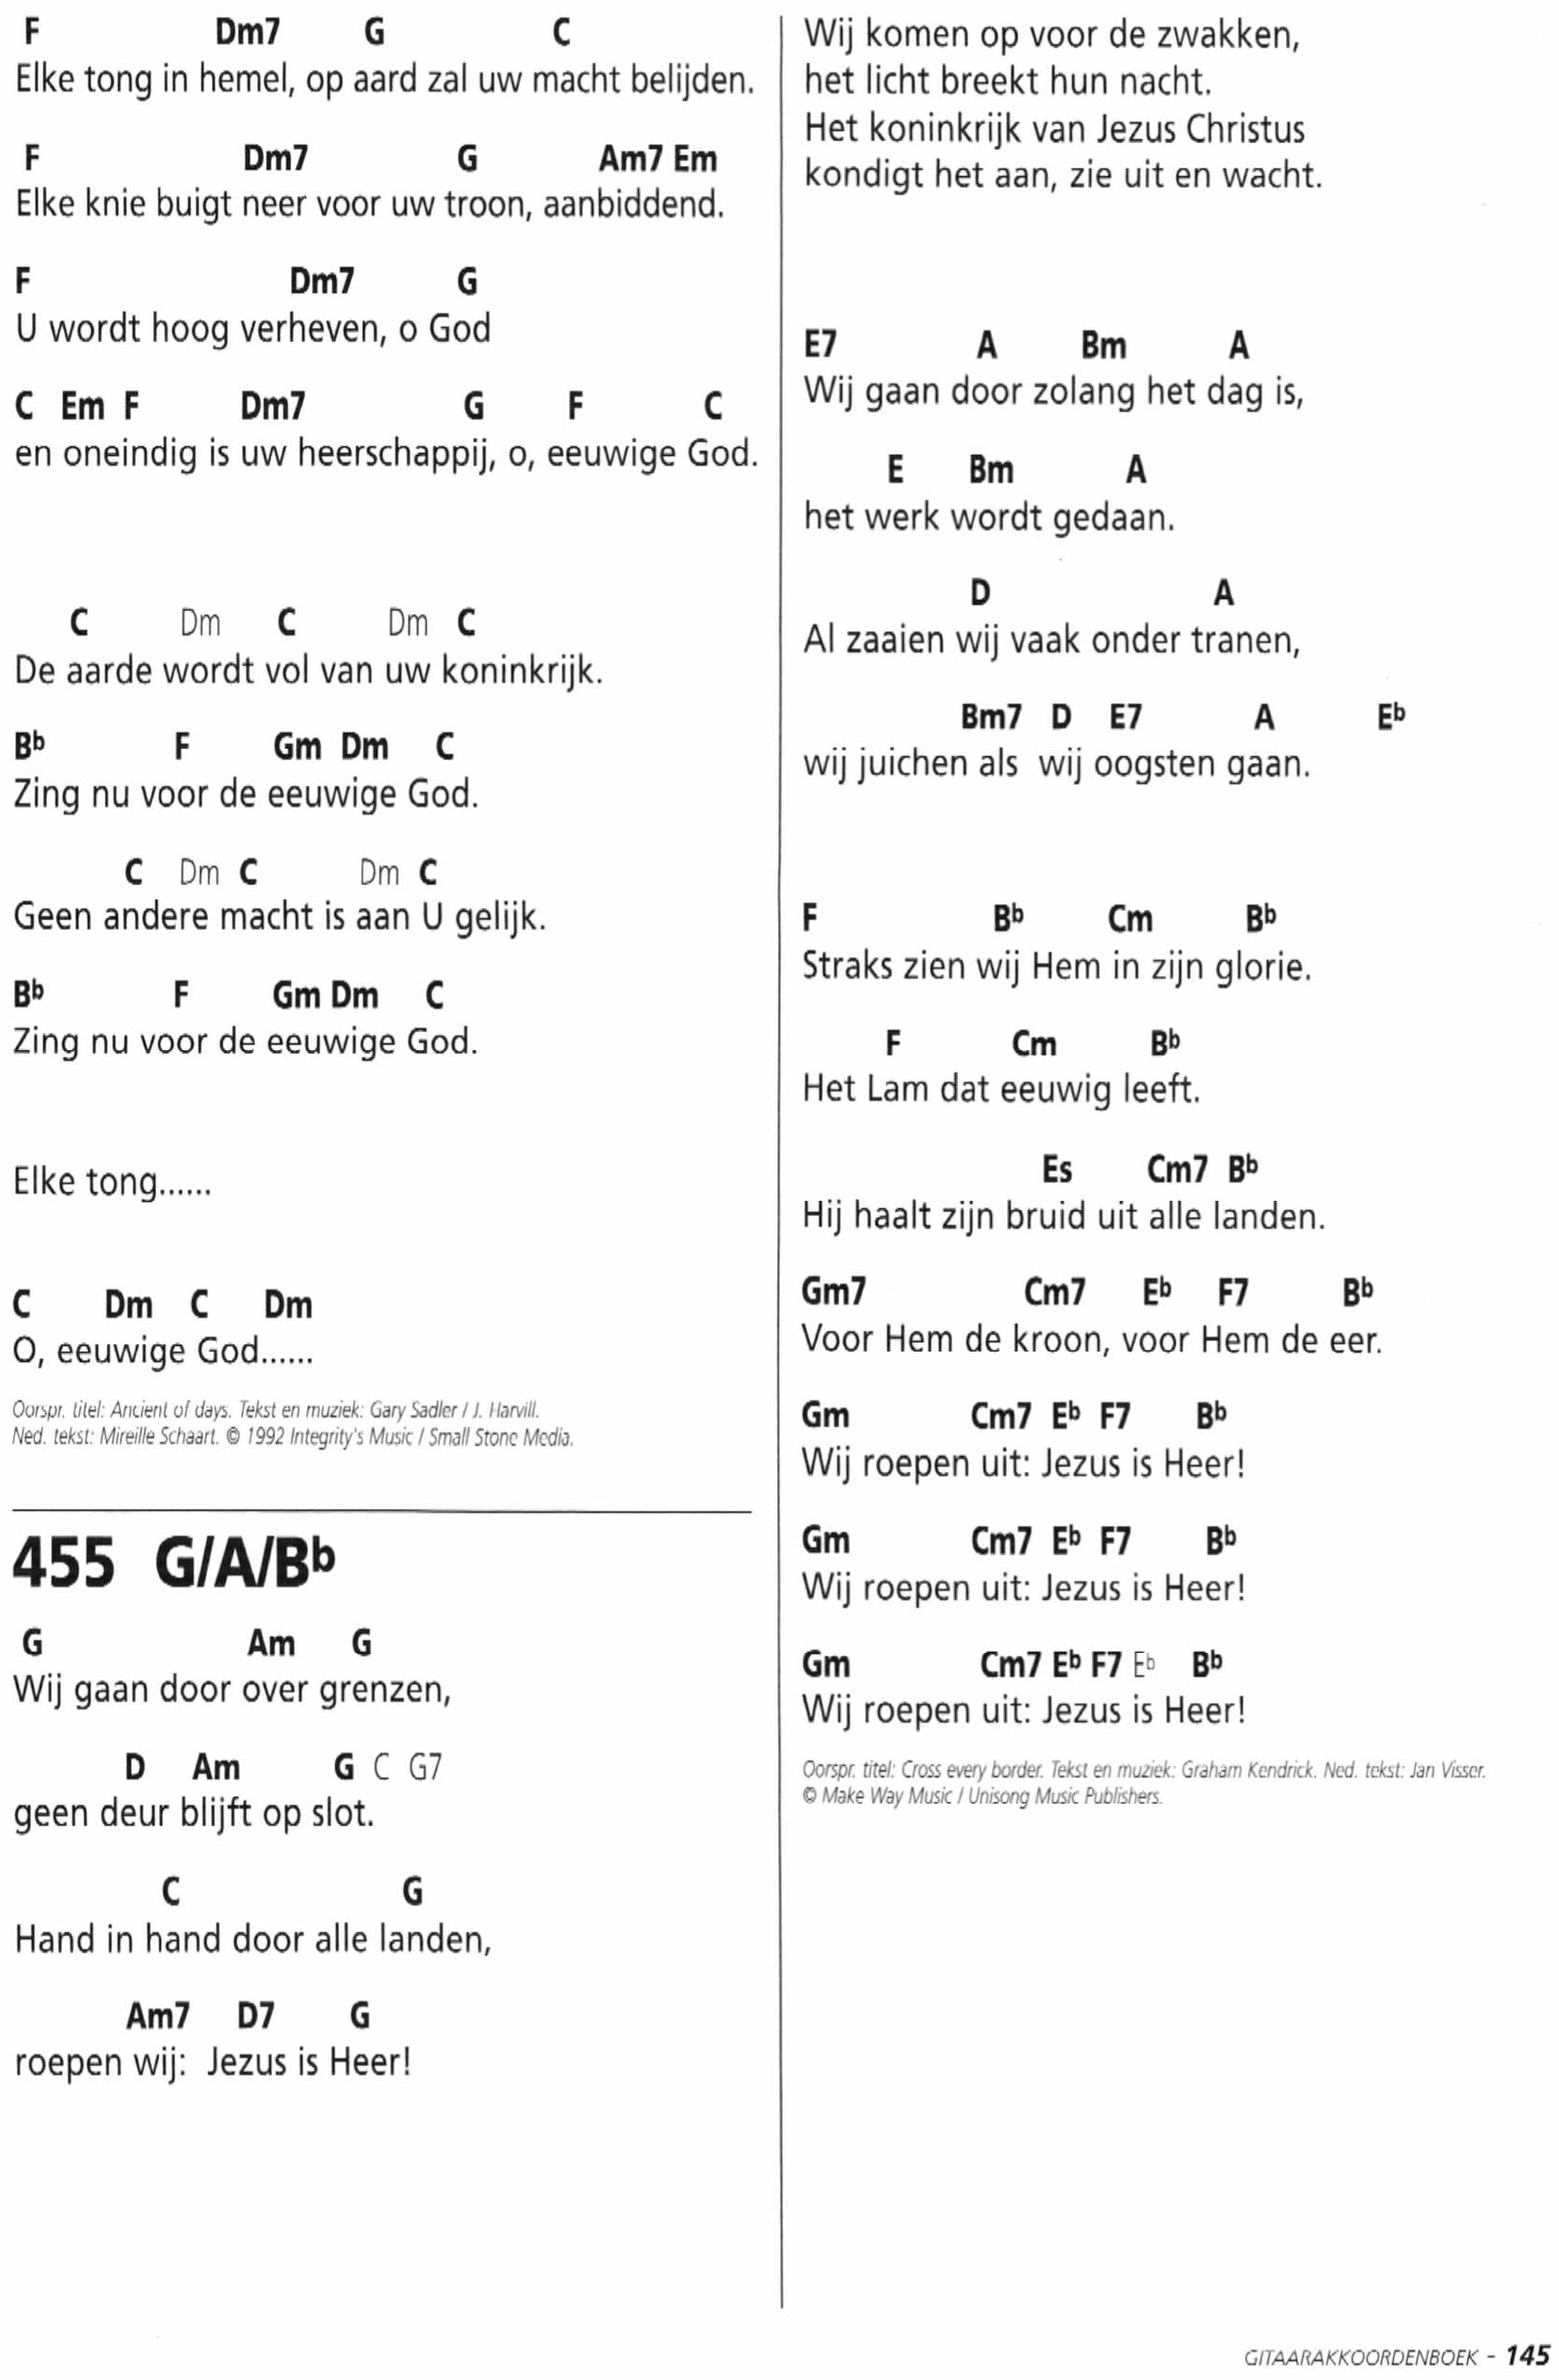 F Dm7 G C
Elke tong in hemel, op aard zal uw macht belijden.
F Dm7 G Am7 Em
Elke knie buigt neer voor uw troon, aanbiddend.
F Dm7 G
U wordt hoog verheven, o God
C Em F Dm7 G F C
en oneindig is uw heerschappij, o, eeuwige God.
C Dm C Dm C
De aarde wordt vol van uw koninkrijk.
B♭ F Gm Dm C
Zing nu voor de eeuwige God.
C Dm C Dm C
Geen andere macht is aan U gelijk.
B♭ F Gm Dm C
Zing nu voor de eeuwige God.
Elke tong......
C Dm C Dm
O, eeuwige God......
Oorspr. titel: Ancient of days. Tekst en muziek: Gary Sadler / J. Harvill.
Ned. tekst: Mireille Schaart. © 1992 Integrity's Music / Small Stone Media.
455 G/A/B♭
G Am G
Wij gaan door over grenzen,
D Am G C G7
geen deur blijft op slot.
C G
Hand in hand door alle landen,
Am7 D7 G
roepen wij: Jezus is Heer!
Wij komen op voor de zwakken,
het licht breekt hun nacht.
Het koninkrijk van Jezus Christus
kondigt het aan, zie uit en wacht.
E7 A Bm A
Wij gaan door zolang het dag is,
E Bm A
het werk wordt gedaan.
D A
Al zaaien wij vaak onder tranen,
Bm7 D E7 A E♭
wij juichen als wij oogsten gaan.
F B♭ Cm B♭
Straks zien wij Hem in zijn glorie.
F Cm B♭
Het Lam dat eeuwig leeft.
Es Cm7 B♭
Hij haalt zijn bruid uit alle landen.
Gm7 Cm7 E♭ F7 B♭
Voor Hem de kroon, voor Hem de eer.
Gm Cm7 E♭ F7 B♭
Wij roepen uit: Jezus is Heer!
Gm Cm7 E♭ F7 B♭
Wij roepen uit: Jezus is Heer!
Gm Cm7 E♭ F7 E♭ B♭
Wij roepen uit: Jezus is Heer!
Oorspr. titel: Cross every border. Tekst en muziek: Graham Kendrick. Ned. tekst: Jan Visser.
© Make Way Music / Unisong Music Publishers.
GITAARAKKOORDENBOEK - 145